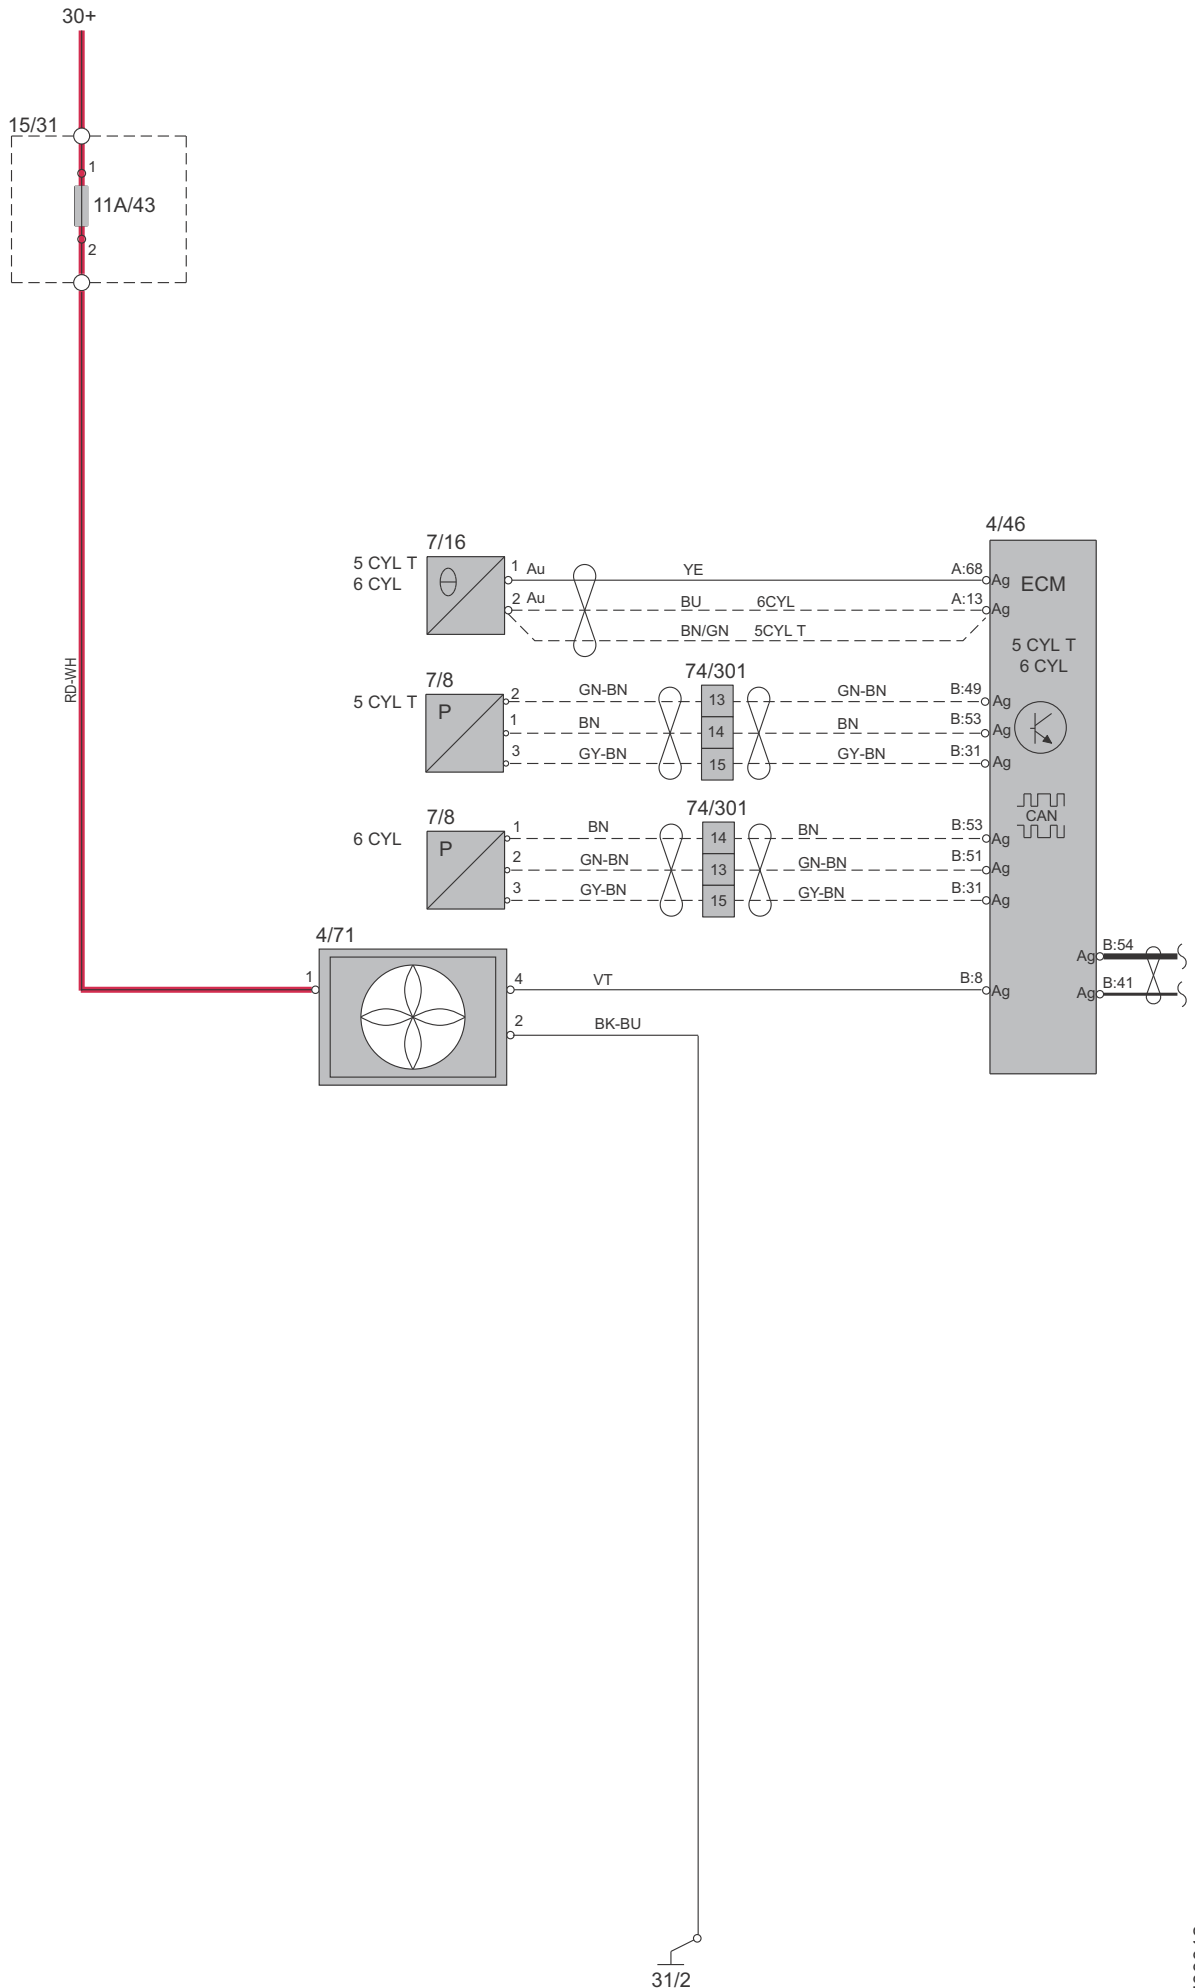 30+
15/31
1
11A/43
2
RD-WH
4/46
7/16
5 CYL T
6 CYL
1 Au YE A:68 Ag ECM
2 Au BU 6CYL A:13 Ag
BN/GN 5CYL T
5 CYL T
6 CYL
7/8 74/301
5 CYL T P
2 GN-BN 13 GN-BN B:49 Ag
1 BN 14 BN B:53 Ag
3 GY-BN 15 GY-BN B:31 Ag
CAN
7/8 74/301
6 CYL P
1 BN 14 BN B:53 Ag
2 GN-BN 13 GN-BN B:51 Ag
3 GY-BN 15 GY-BN B:31 Ag
4/71
Ag B:54
1 4 VT B:8 Ag
Ag B:41
2 BK-BU
31/2